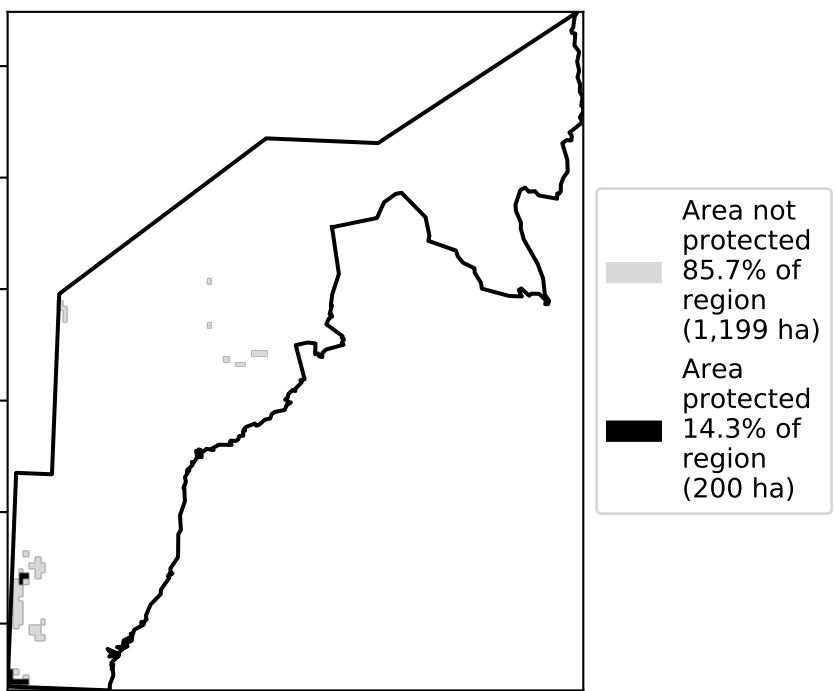 Area not
protected
85.7% of
region
(1,199 ha)
Area
protected
14.3% of
region
(200 ha)